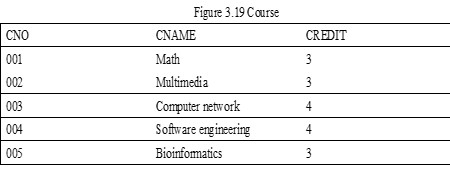 Figure 3.19 Course
CNO CNAME CREDIT
001 Math 3
002 Multimedia 3
003 Computer network 4
004 Software engineering 4
005 Bioinformatics 3